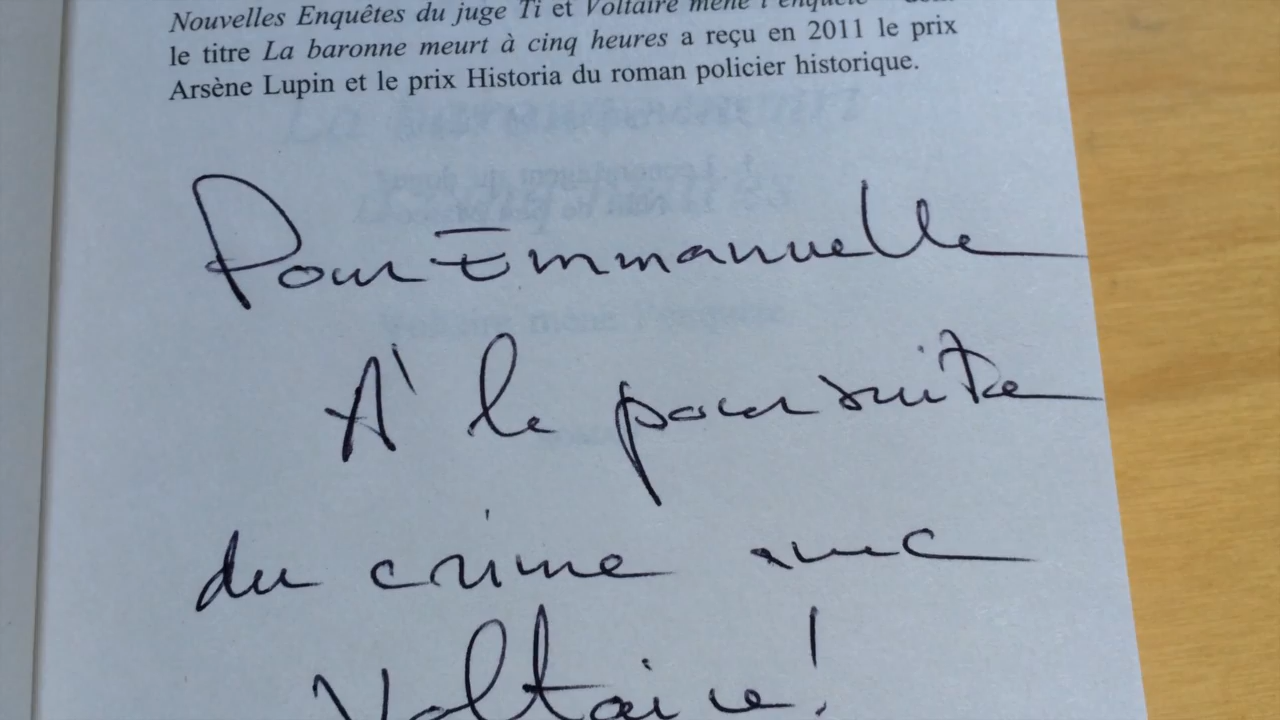 Nouvelles Enquêtes du juge Ti et Voltaire mène l'enquête
le titre La baronne meurt à cinq heures a reçu en 2011 le prix
Arsène Lupin et le prix Historia du roman policier historique.
Pour Emmanuelle
À la poursuite
du crime avec
Voltaire!